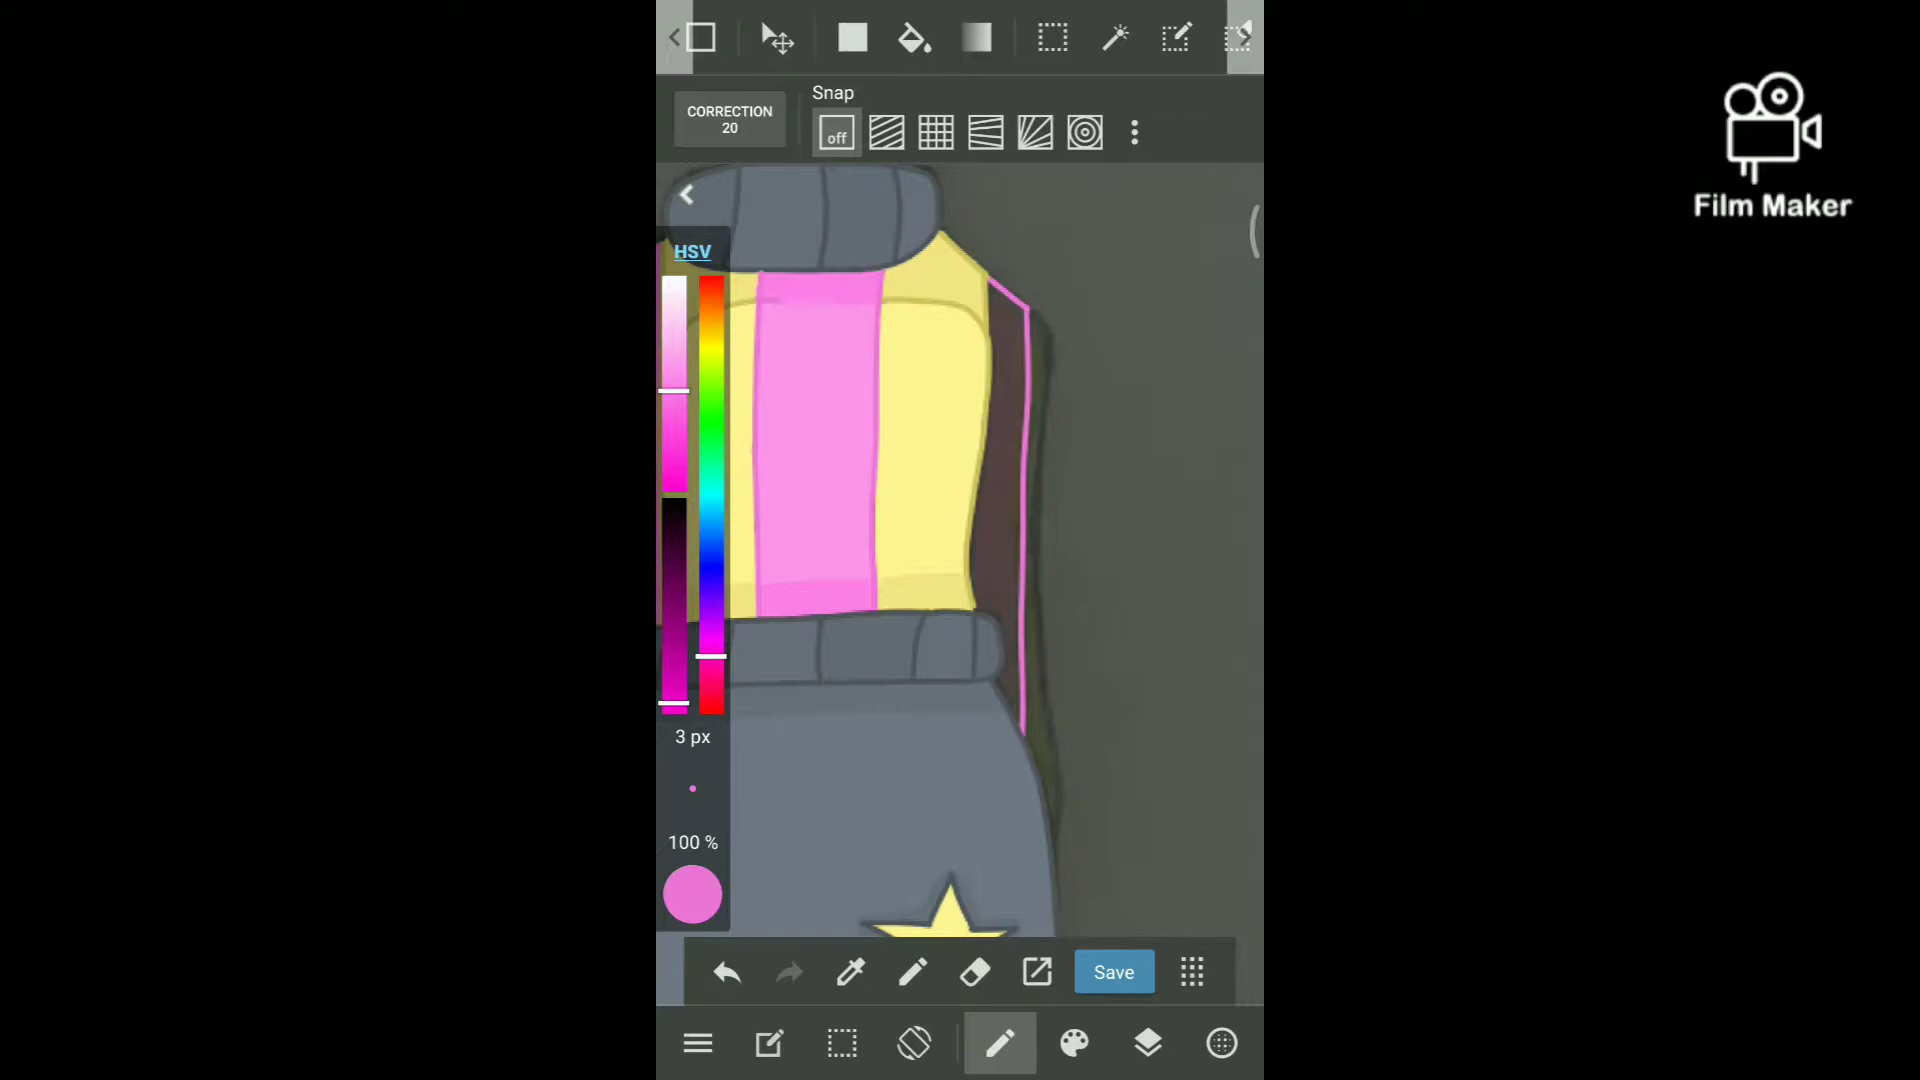 CORRECTION
20
Snap
off
HSV
3 px
100 %
Save
Film Maker